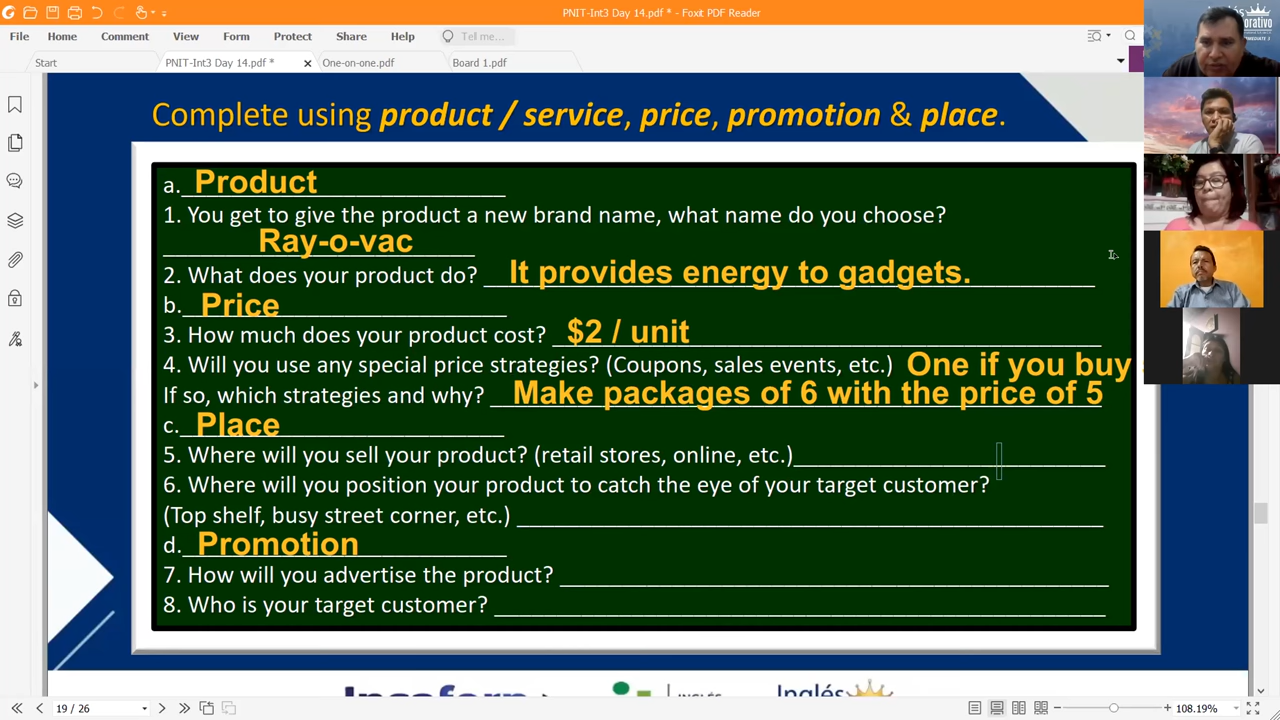 PNIT-Int3 Day 14.pdf * - Foxit PDF Reader
File Home Comment View Form Protect Share Help Tell me...
Start PNIT-Int3 Day 14.pdf * One-on-one.pdf Board 1.pdf
Complete using product / service, price, promotion & place.
a. Product
1. You get to give the product a new brand name, what name do you choose?
Ray-o-vac
2. What does your product do? It provides energy to gadgets.
b. Price
3. How much does your product cost? $2 / unit
4. Will you use any special price strategies? (Coupons, sales events, etc.) One if you buy
If so, which strategies and why? Make packages of 6 with the price of 5
c. Place
5. Where will you sell your product? (retail stores, online, etc.)
6. Where will you position your product to catch the eye of your target customer?
(Top shelf, busy street corner, etc.)
d. Promotion
7. How will you advertise the product?
8. Who is your target customer?
INGLÉS Inglés
19 / 26 108.19%